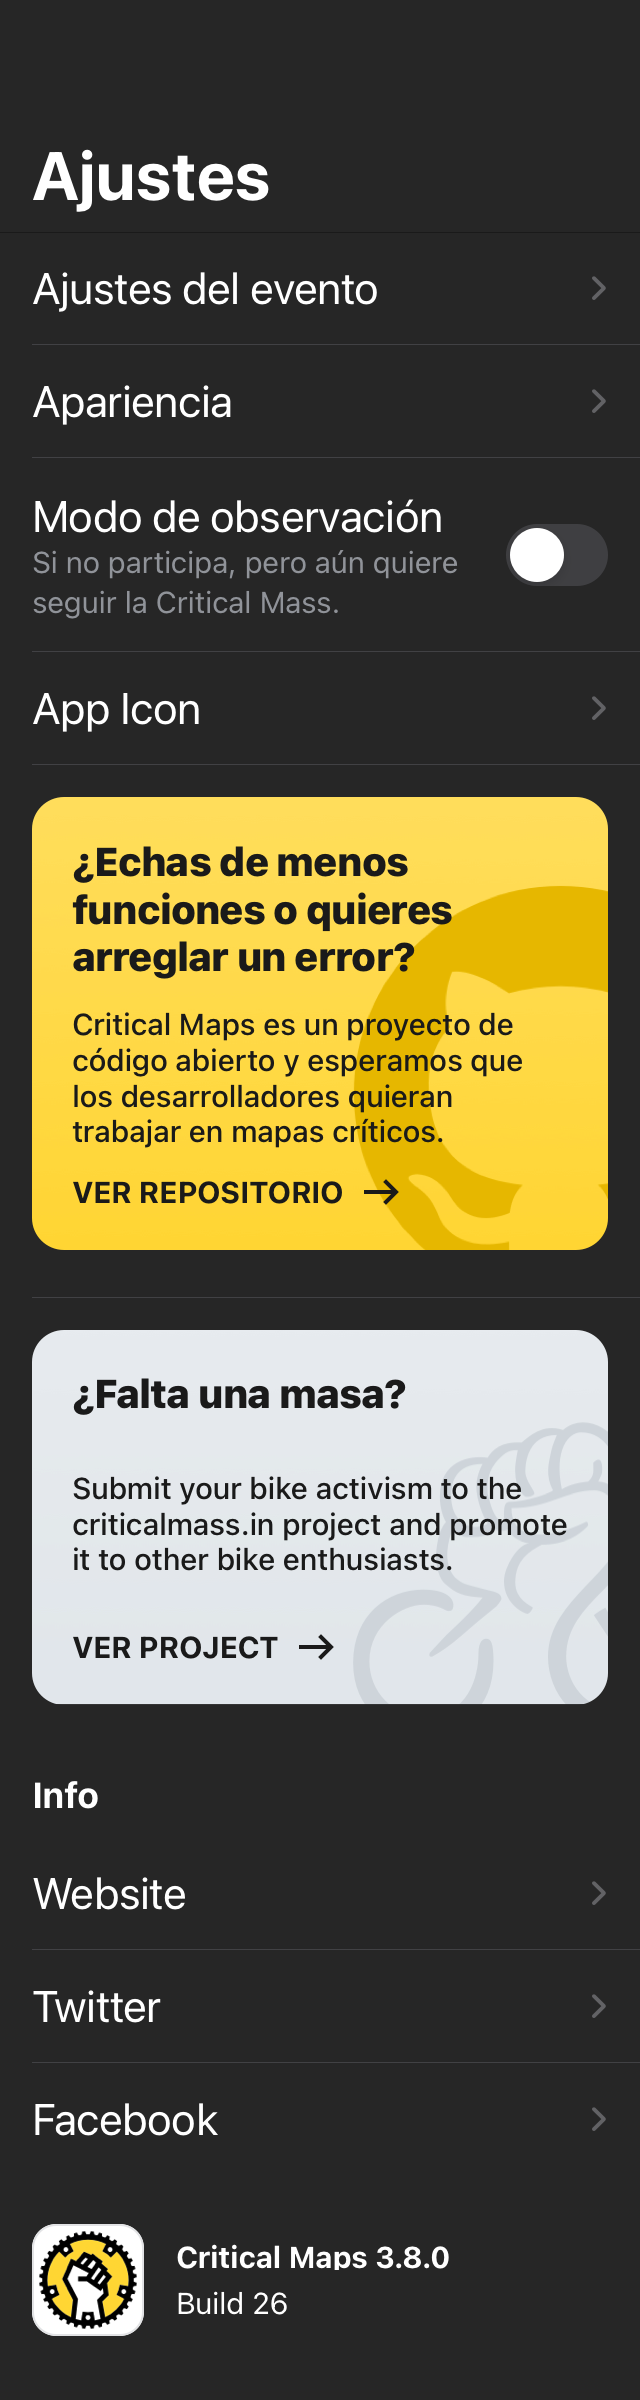 Ajustes
Ajustes del evento
Apariencia
Modo de observación
Si no participa, pero aún quiere
seguir la Critical Mass.
App Icon
¿Echas de menos
funciones o quieres
arreglar un error?
Critical Maps es un proyecto de
código abierto y esperamos que
los desarrolladores quieran
trabajar en mapas críticos.
VER REPOSITORIO
¿Falta una masa?
Submit your bike activism to the
criticalmass.in project and promote
it to other bike enthusiasts.
VER PROJECT
Info
Website
Twitter
Facebook
Critical Maps 3.8.0
Build 26